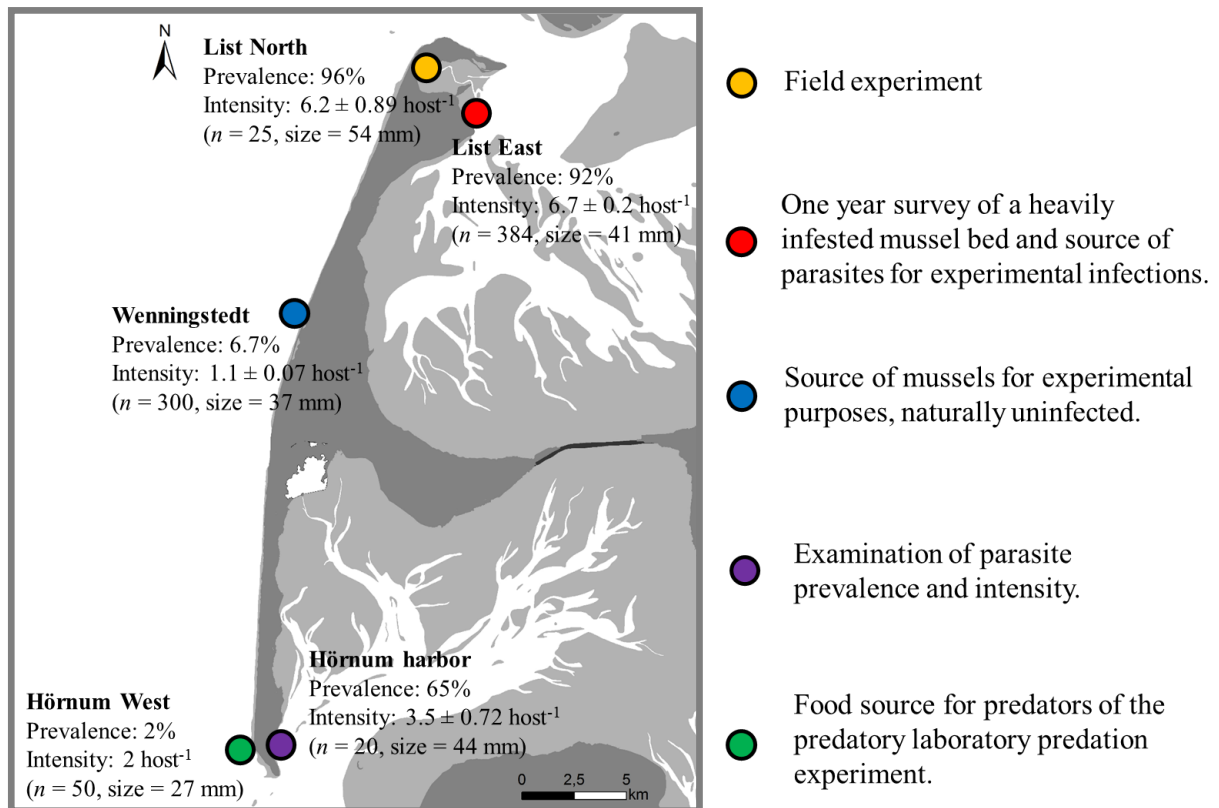 N
List North
Prevalence: 96%
Intensity: 6.2 ± 0.89 host⁻¹
(n = 25, size = 54 mm)
List East
Prevalence: 92%
Intensity: 6.7 ± 0.2 host⁻¹
(n = 384, size = 41 mm)
Wenningstedt
Prevalence: 6.7%
Intensity: 1.1 ± 0.07 host⁻¹
(n = 300, size = 37 mm)
Hörnum harbor
Prevalence: 65%
Intensity: 3.5 ± 0.72 host⁻¹
(n = 20, size = 44 mm)
Hörnum West
Prevalence: 2%
Intensity: 2 host⁻¹
(n = 50, size = 27 mm)
0 2,5 5
km
Field experiment
One year survey of a heavily
infested mussel bed and source of
parasites for experimental infections.
Source of mussels for experimental
purposes, naturally uninfected.
Examination of parasite
prevalence and intensity.
Food source for predators of the
predatory laboratory predation
experiment.